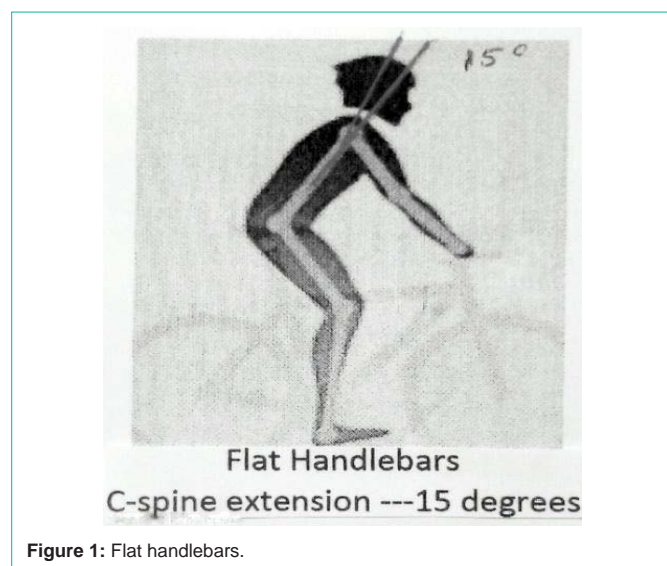 15°
Flat Handlebars
C-spine extension ---15 degrees
Figure 1: Flat handlebars.